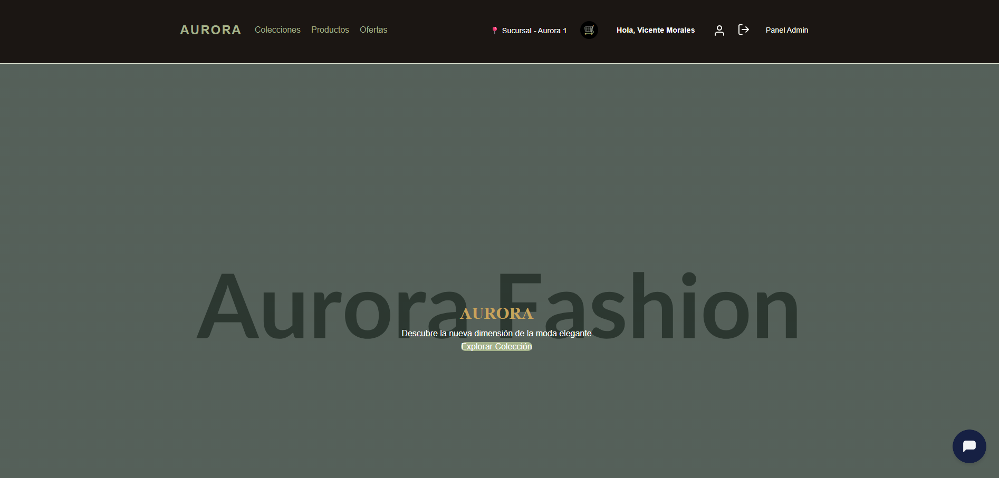 AURORA Colecciones Productos Ofertas Sucursal - Aurora 1 Hola, Vicente Morales Panel Admin
Aurora Fashion
AURORA
Descubre la nueva dimensión de la moda elegante
Explorar Colección